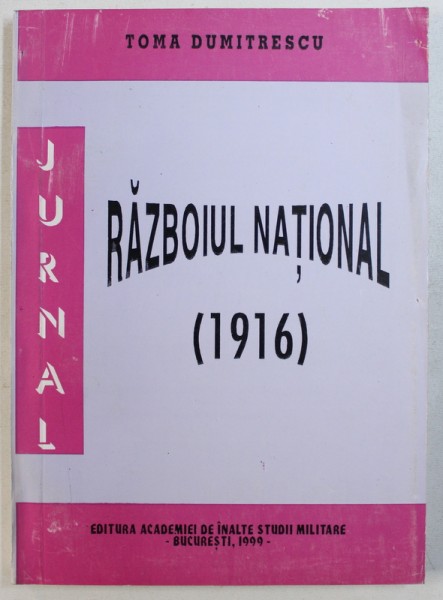 TOMA DUMITRESCU
JURNAL
RĂZBOIUL NAȚIONAL
(1916)
EDITURA ACADEMIEI DE ÎNALTE STUDII MILITARE
- BUCUREȘTI, 1999 -